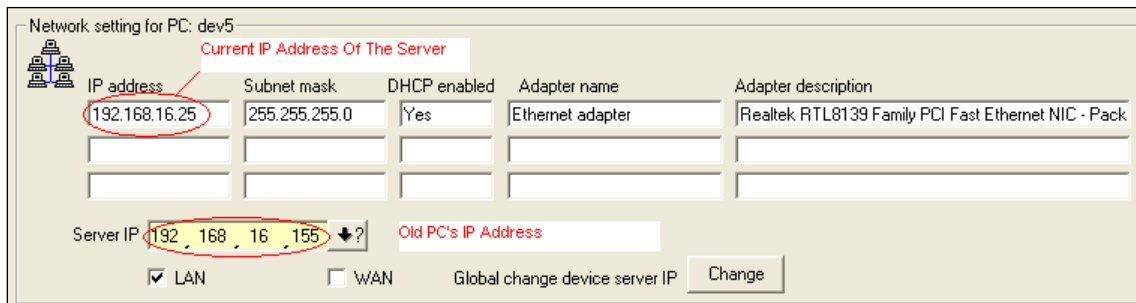 Network setting for PC: dev5
Current IP Address Of The Server
IP address Subnet mask DHCP enabled Adapter name Adapter description
192.168.16.25 255.255.255.0 Yes Ethernet adapter Realtek RTL8139 Family PCI Fast Ethernet NIC - Pack
Server IP 192 . 168 . 16 . 155 ? Old PC's IP Address
LAN WAN Global change device server IP Change